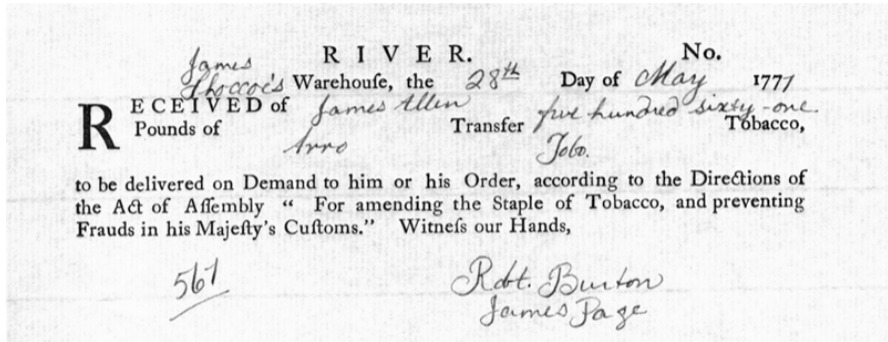 James RIVER. No.
Shoccoe's Warehouſe, the 28th Day of May 1771
RECEIVED of James Allen five hundred sixty-one
Pounds of Arro Transfer Tobo. Tobacco,
to be delivered on Demand to him or his Order, according to the Directions of
the Act of Aſſembly “ For amending the Staple of Tobacco, and preventing
Frauds in his Majeſty's Cuſtoms.” Witneſs our Hands,
561 Robt. Burton
James Page